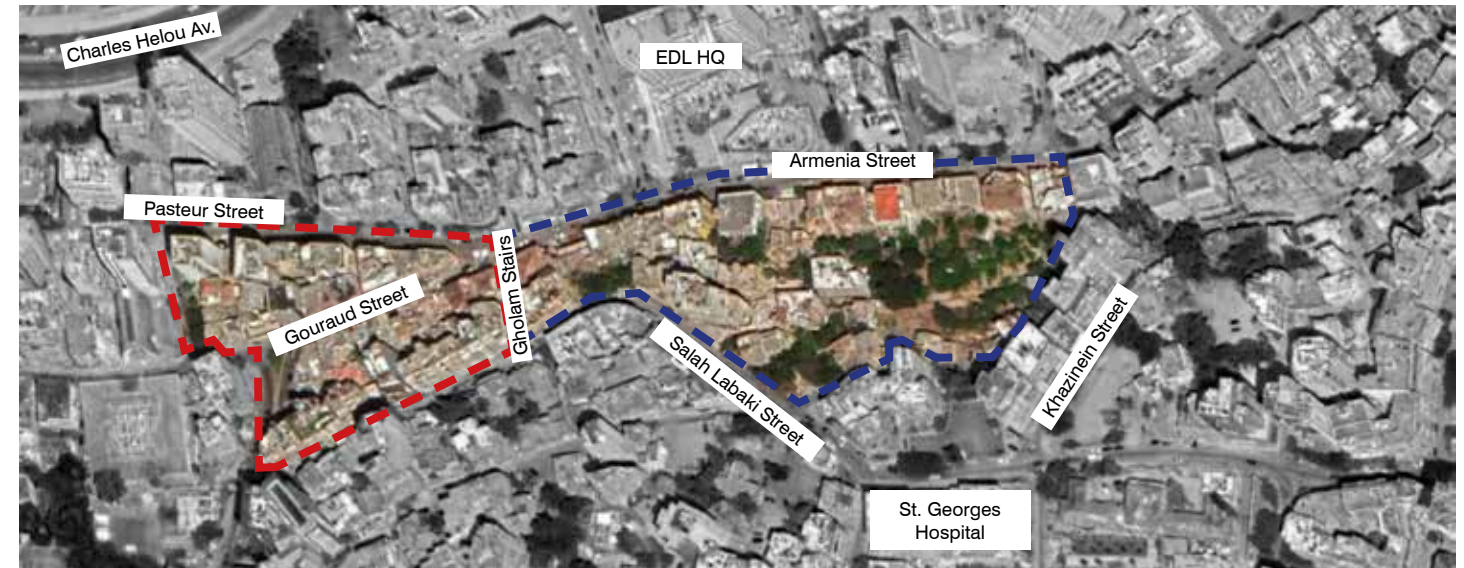 Charles Helou Av.
EDL HQ
Armenia Street
Pasteur Street
Gholam Stairs
Gouraud Street
Salah Labaki Street
Khazinein Street
St. Georges
Hospital